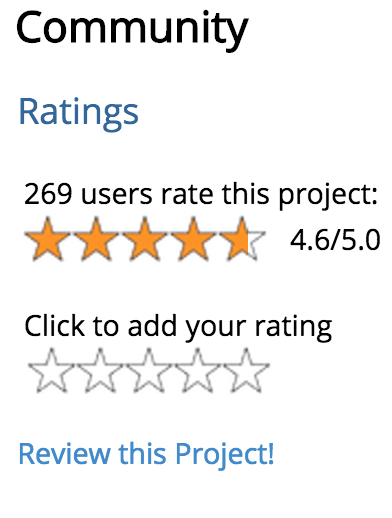 Community
Ratings
269 users rate this project:
4.6/5.0
Click to add your rating
Review this Project!